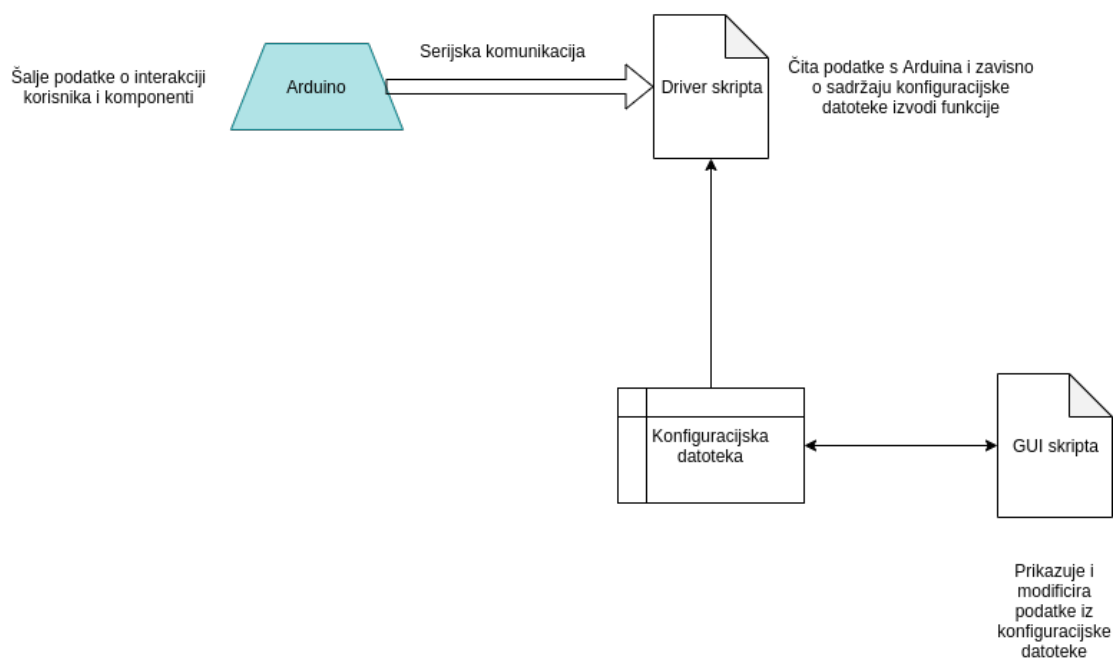 Šalje podatke o interakciji
korisnika i komponenti
Arduino
Serijska komunikacija
Driver skripta
Čita podatke s Arduina i zavisno
o sadržaju konfiguracijske
datoteke izvodi funkcije
Konfiguracijska
datoteka
GUI skripta
Prikazuje i
modificira
podatke iz
konfiguracijske
datoteke